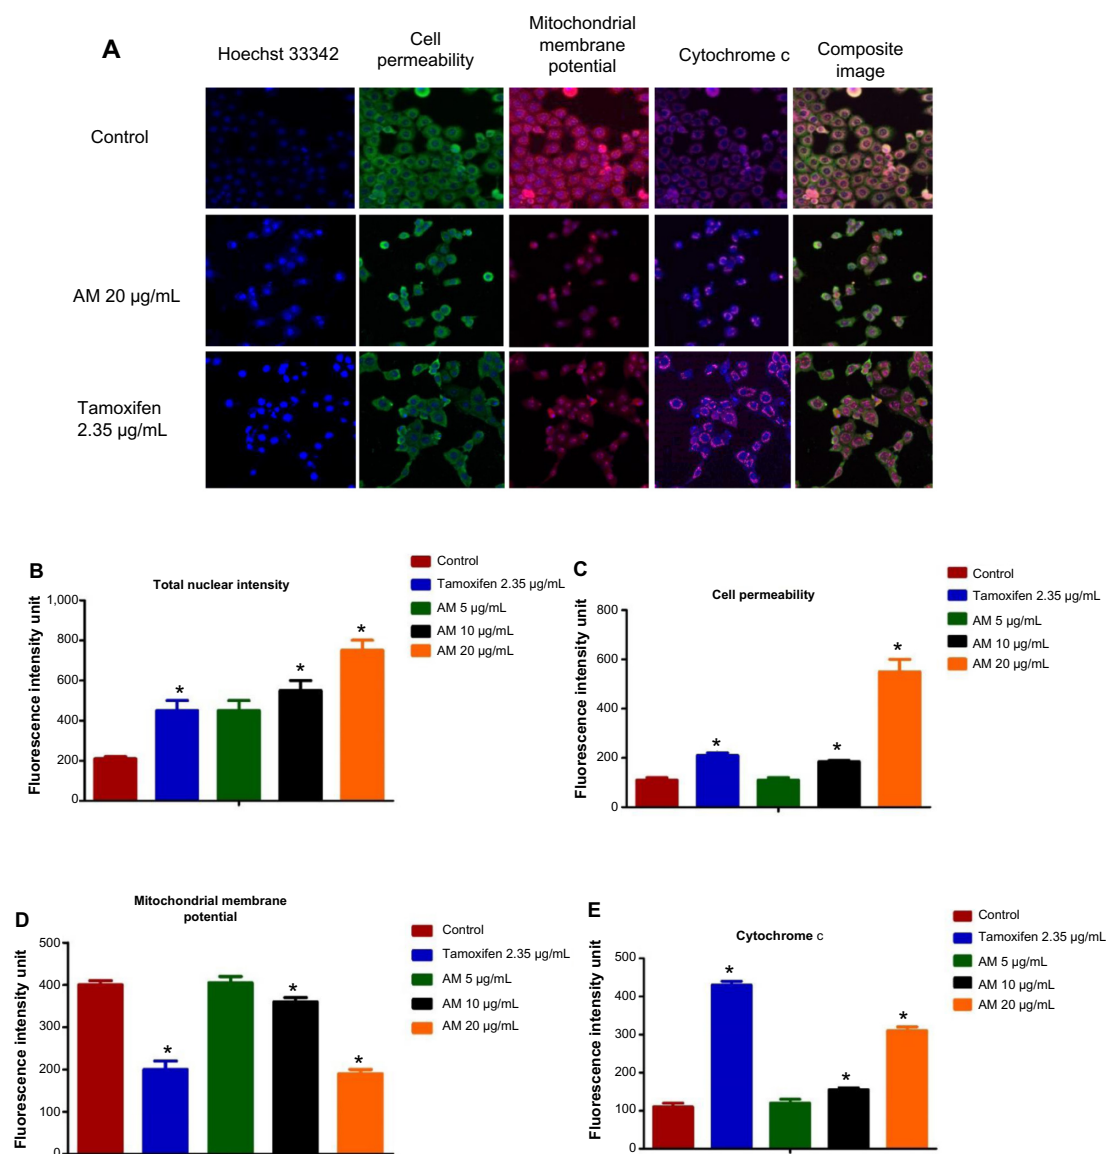 A
Hoechst 33342
Cell
permeability
Mitochondrial
membrane
potential
Cytochrome c
Composite
image
Control
AM 20 µg/mL
Tamoxifen
2.35 µg/mL
B
Total nuclear intensity
Fluorescence intensity unit
1,000
800
600
400
200
0
*
*
*
Control
Tamoxifen 2.35 µg/mL
AM 5 µg/mL
AM 10 µg/mL
AM 20 µg/mL
C
Cell permeability
Fluorescence intensity unit
800
600
400
200
0
*
*
*
Control
Tamoxifen 2.35 µg/mL
AM 5 µg/mL
AM 10 µg/mL
AM 20 µg/mL
D
Mitochondrial membrane
potential
Fluorescence intensity unit
500
400
300
200
100
0
*
*
*
Control
Tamoxifen 2.35 µg/mL
AM 5 µg/mL
AM 10 µg/mL
AM 20 µg/mL
E
Cytochrome c
Fluorescence intensity unit
500
400
300
200
100
0
*
*
*
Control
Tamoxifen 2.35 µg/mL
AM 5 µg/mL
AM 10 µg/mL
AM 20 µg/mL